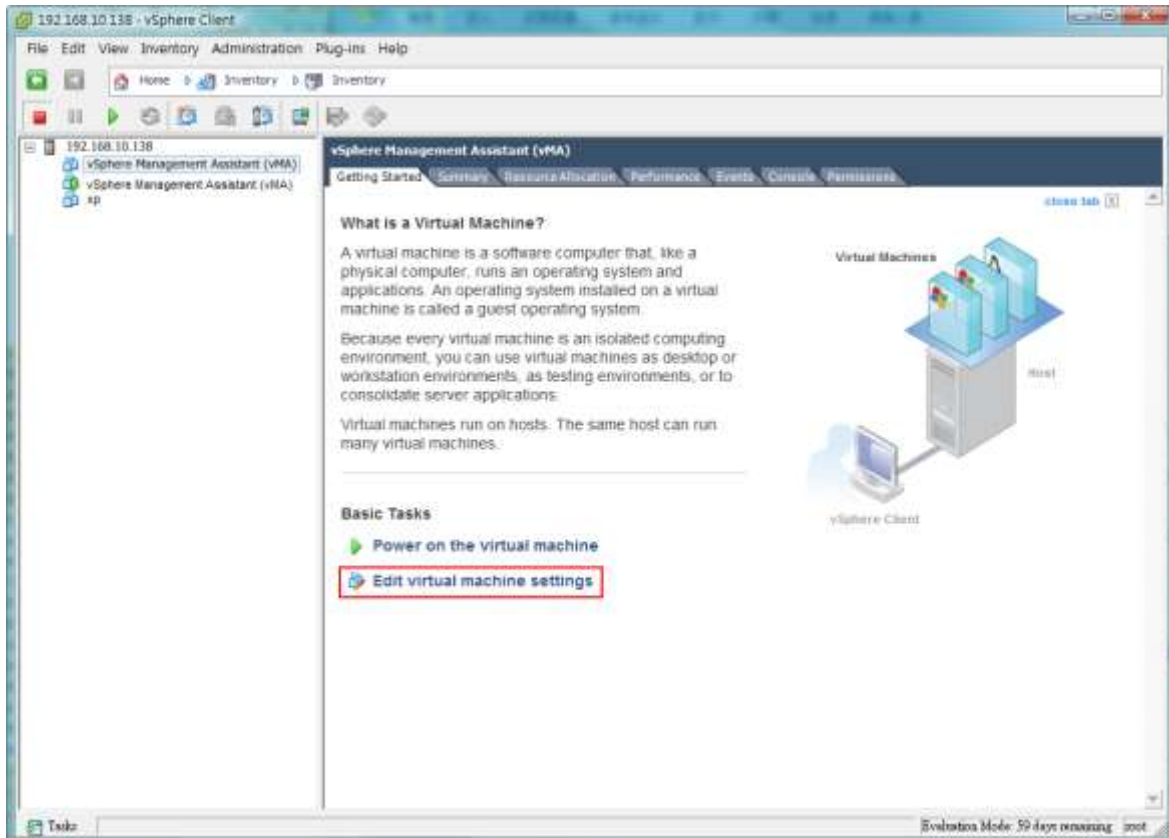 192.168.10.138 - vSphere Client
File Edit View Inventory Administration Plug-ins Help
Home Inventory Inventory
192.168.10.138
vSphere Management Assistant (vMA)
vSphere Management Assistant (vMA)
xp
vSphere Management Assistant (vMA)
Getting Started Summary Resource Allocation Performance Events Console Permissions
close tab
What is a Virtual Machine?
A virtual machine is a software computer that, like a
physical computer, runs an operating system and
applications. An operating system installed on a virtual
machine is called a guest operating system.
Because every virtual machine is an isolated computing
environment, you can use virtual machines as desktop or
workstation environments, as testing environments, or to
consolidate server applications.
Virtual machines run on hosts. The same host can run
many virtual machines.
Virtual Machines
Host
vSphere Client
Basic Tasks
Power on the virtual machine
Edit virtual machine settings
Tasks
Evaluation Mode: 59 days remaining root